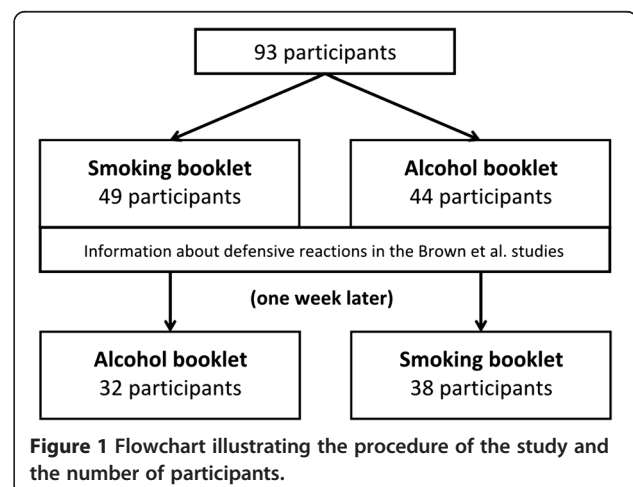 93 participants
Smoking booklet
49 participants
Alcohol booklet
44 participants
Information about defensive reactions in the Brown et al. studies
(one week later)
Alcohol booklet
32 participants
Smoking booklet
38 participants
Figure 1 Flowchart illustrating the procedure of the study and
the number of participants.